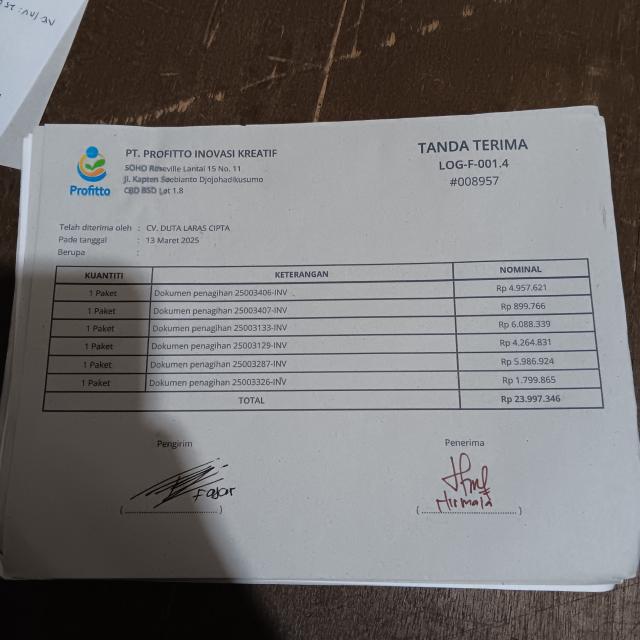 PT. PROFITTO INOVASI KREATIF
SOHO Roseville Lantai 15 No. 11
Jl. Kapten Soebianto Djojohadikusumo
CBD BSD Lot 1.8
Profitto
TANDA TERIMA
LOG-F-001.4
#008957
Telah diterima oleh : CV. DUTA LARAS CIPTA
Pada tanggal : 13 Maret 2025
Berupa :
KUANTITI KETERANGAN NOMINAL
1 Paket Dokumen penagihan 25003406-INV Rp 4.957.621
1 Paket Dokumen penagihan 25003407-INV Rp 899.766
1 Paket Dokumen penagihan 25003133-INV Rp 6.088.339
1 Paket Dokumen penagihan 25003129-INV Rp 4.264.831
1 Paket Dokumen penagihan 25003287-INV Rp 5.986.924
1 Paket Dokumen penagihan 25003326-INV Rp 1.799.865
TOTAL Rp 23.997.346
Pengirim Penerima
Fajar Nirmala
(..............................) (..............................)